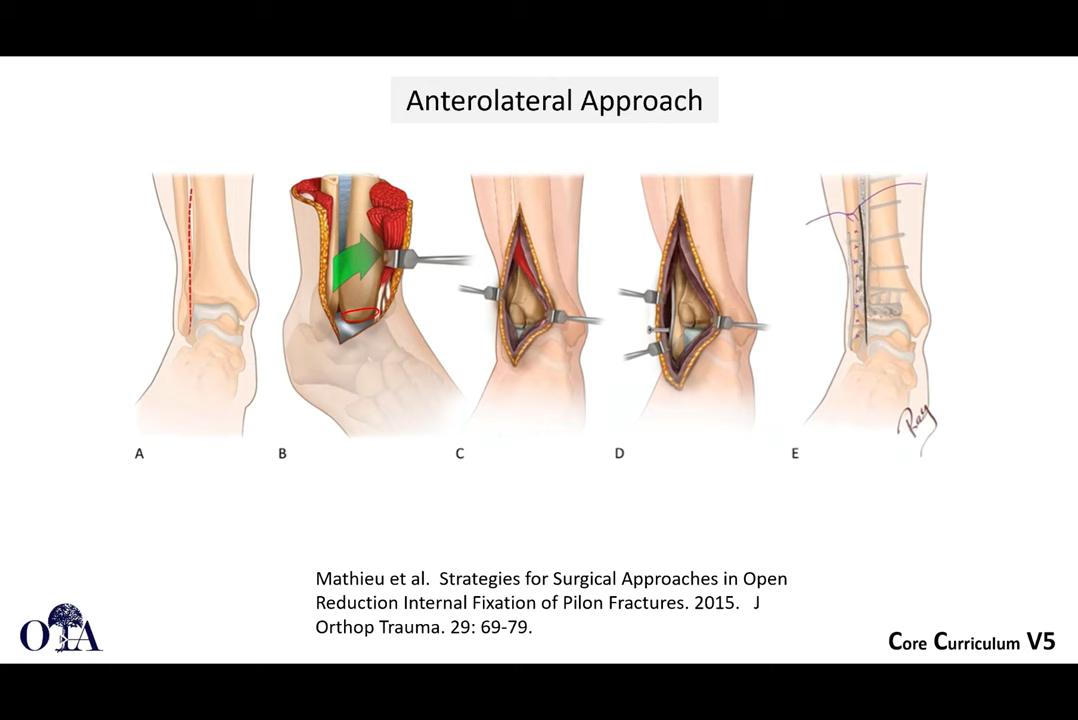 Anterolateral Approach
A
B
C
D
E
Ray
Mathieu et al.  Strategies for Surgical Approaches in Open
Reduction Internal Fixation of Pilon Fractures. 2015.   J
Orthop Trauma. 29: 69-79.
OTA
Core Curriculum V5